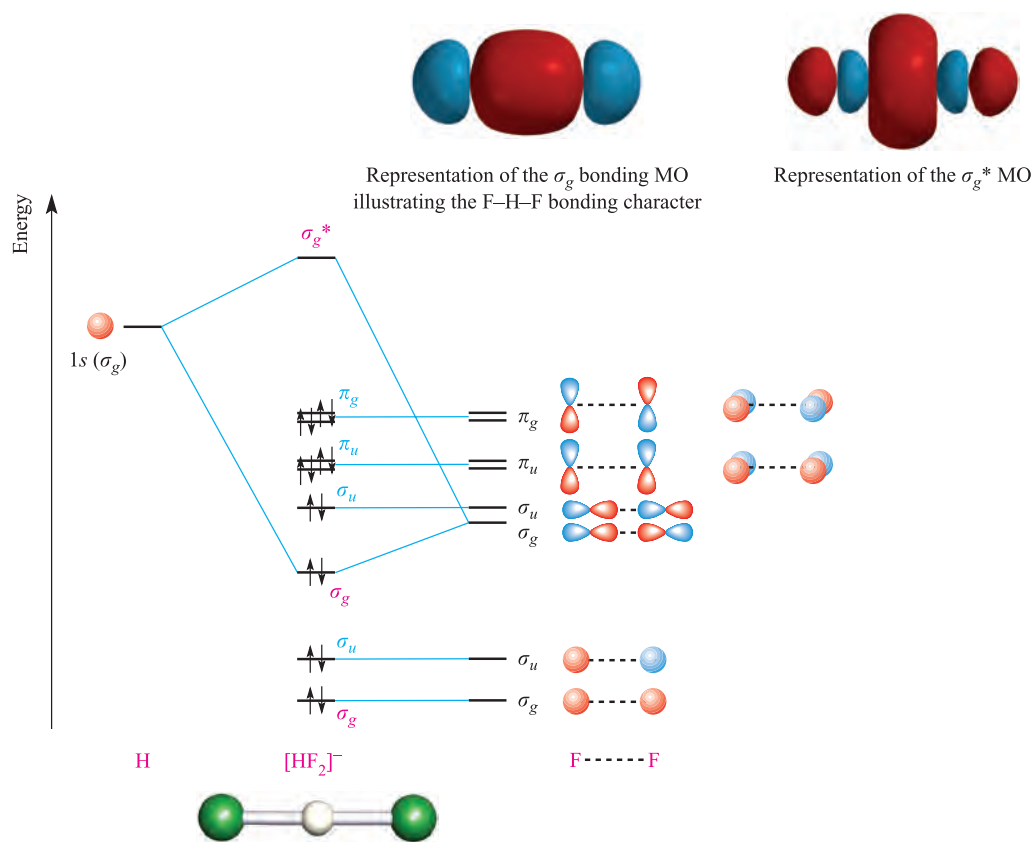 Representation of the σg bonding MO
illustrating the F–H–F bonding character
Representation of the σg* MO
Energy
σg*
1s (σg)
πg
πg
πu
πu
σu
σu
σg
σg
σu
σu
σg
σg
H
[HF2]–
F------F